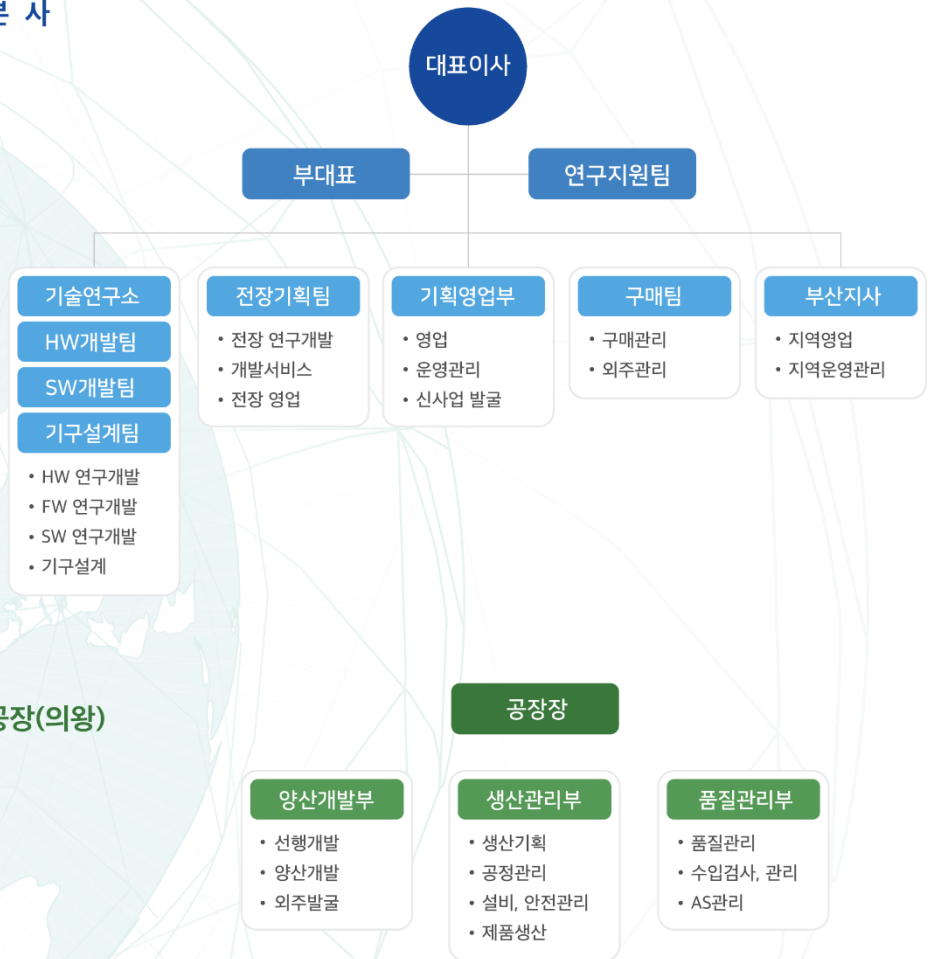 본 사
대표이사
부대표
연구지원팀
기술연구소
HW개발팀
SW개발팀
기구설계팀
• HW 연구개발
• FW 연구개발
• SW 연구개발
• 기구설계
전장기획팀
• 전장 연구개발
• 개발서비스
• 전장 영업
기획영업부
• 영업
• 운영관리
• 신사업 발굴
구매팀
• 구매관리
• 외주관리
부산지사
• 지역영업
• 지역운영관리
공장(의왕)
공장장
양산개발부
• 선행개발
• 양산개발
• 외주발굴
생산관리부
• 생산기획
• 공정관리
• 설비, 안전관리
• 제품생산
품질관리부
• 품질관리
• 수입검사, 관리
• AS관리